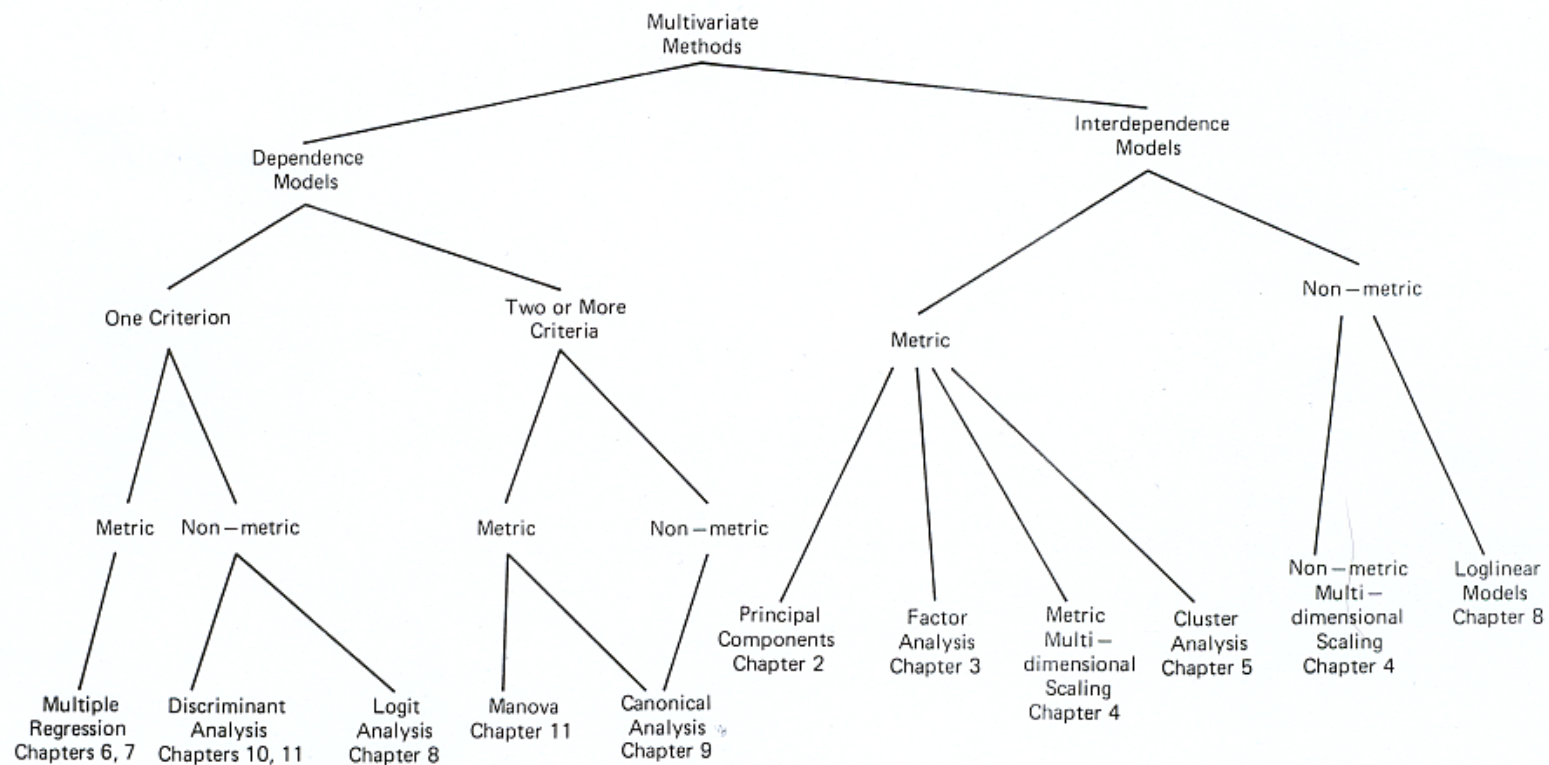 Multivariate
Methods
Dependence
Models
Interdependence
Models
One Criterion
Two or More
Criteria
Metric
Non–metric
Metric
Non–metric
Metric
Non–metric
Multiple
Regression
Chapters 6, 7
Discriminant
Analysis
Chapters 10, 11
Logit
Analysis
Chapter 8
Manova
Chapter 11
Canonical
Analysis
Chapter 9
Principal
Components
Chapter 2
Factor
Analysis
Chapter 3
Metric
Multi–
dimensional
Scaling
Chapter 4
Cluster
Analysis
Chapter 5
Non–metric
Multi–
dimensional
Scaling
Chapter 4
Loglinear
Models
Chapter 8